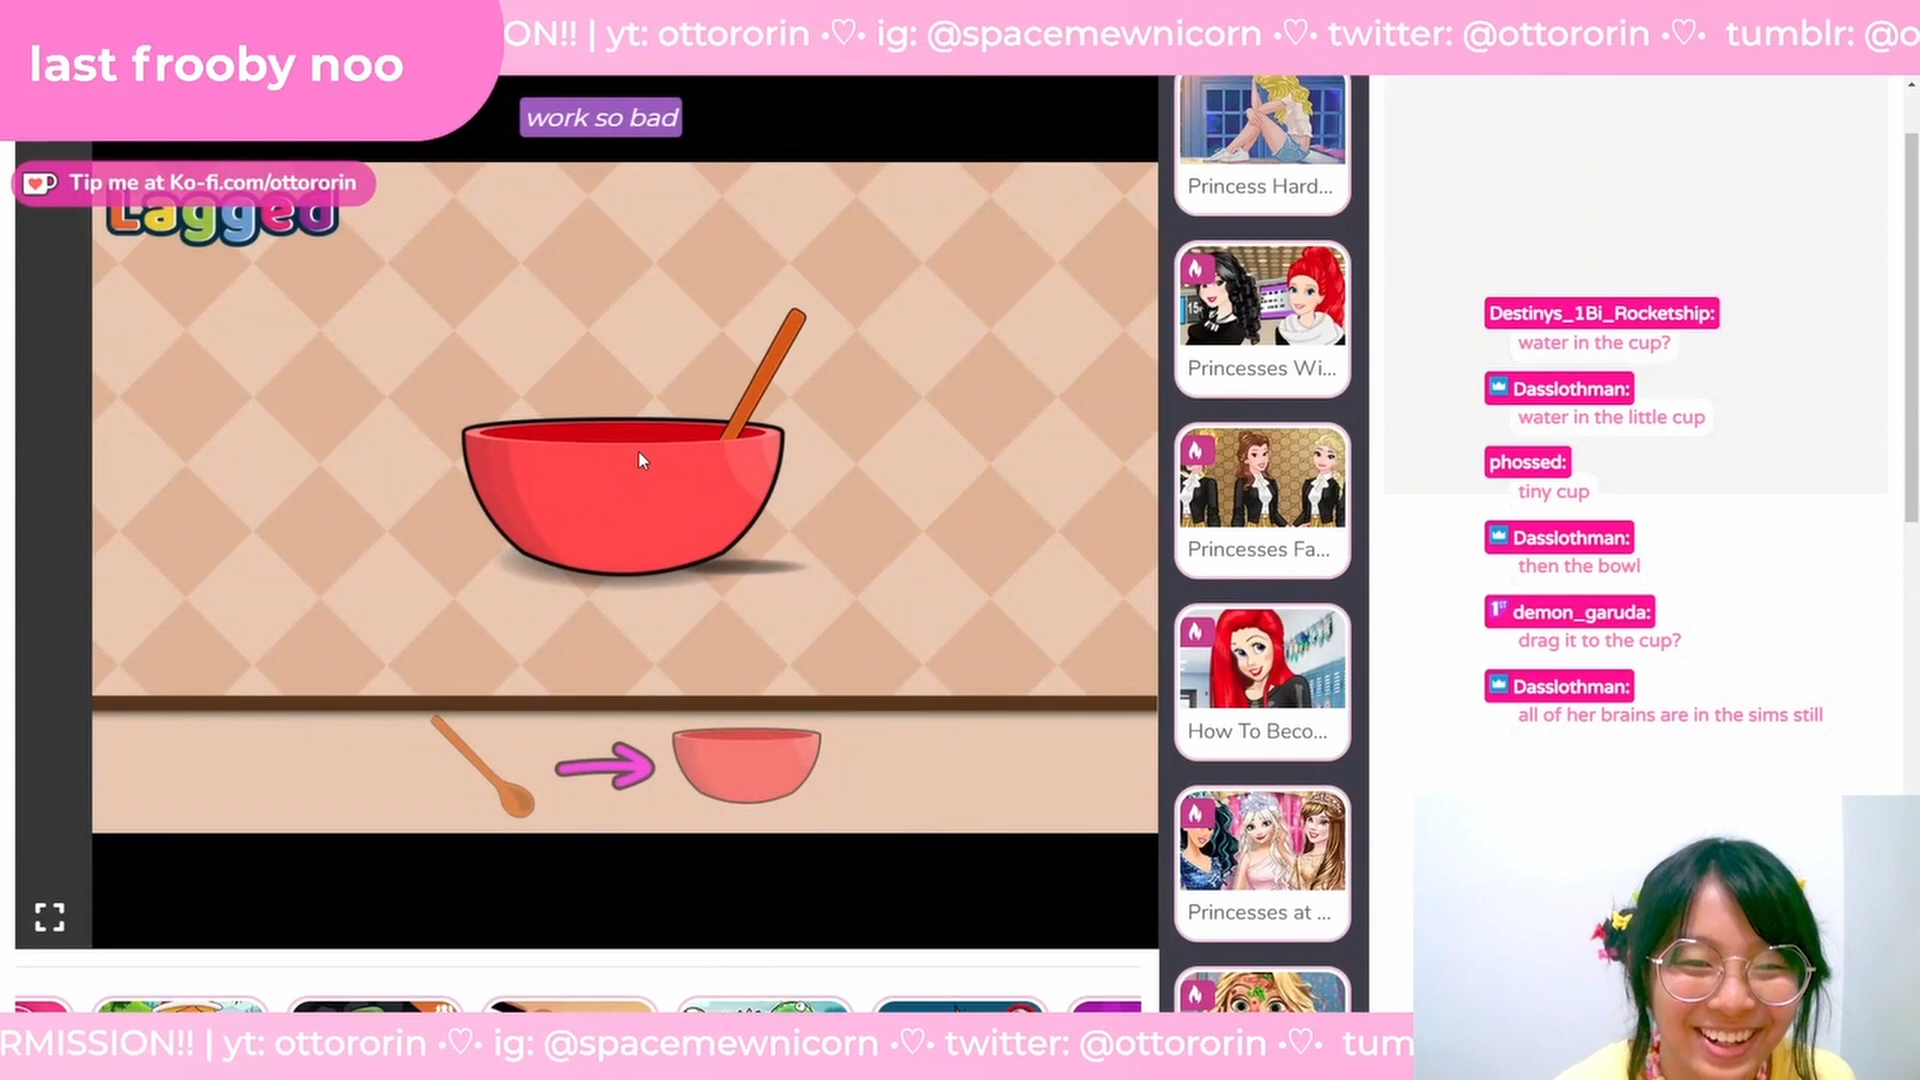 last frooby noo
ON!! | yt: ottororin •♡• ig: @spacemewnicorn •♡• twitter: @ottororin •♡• tumblr: @o
work so bad
Tip me at Ko-fi.com/ottororin
Lagged
Princess Hard...
15
Princesses Wi...
Princesses Fa...
How To Beco...
Princesses at ...
Destinys_1Bi_Rocketship:
water in the cup?
Dasslothman:
water in the little cup
phossed:
tiny cup
Dasslothman:
then the bowl
1ST demon_garuda:
drag it to the cup?
Dasslothman:
all of her brains are in the sims still
RMISSION!! | yt: ottororin •♡• ig: @spacemewnicorn •♡• twitter: @ottororin •♡• tum